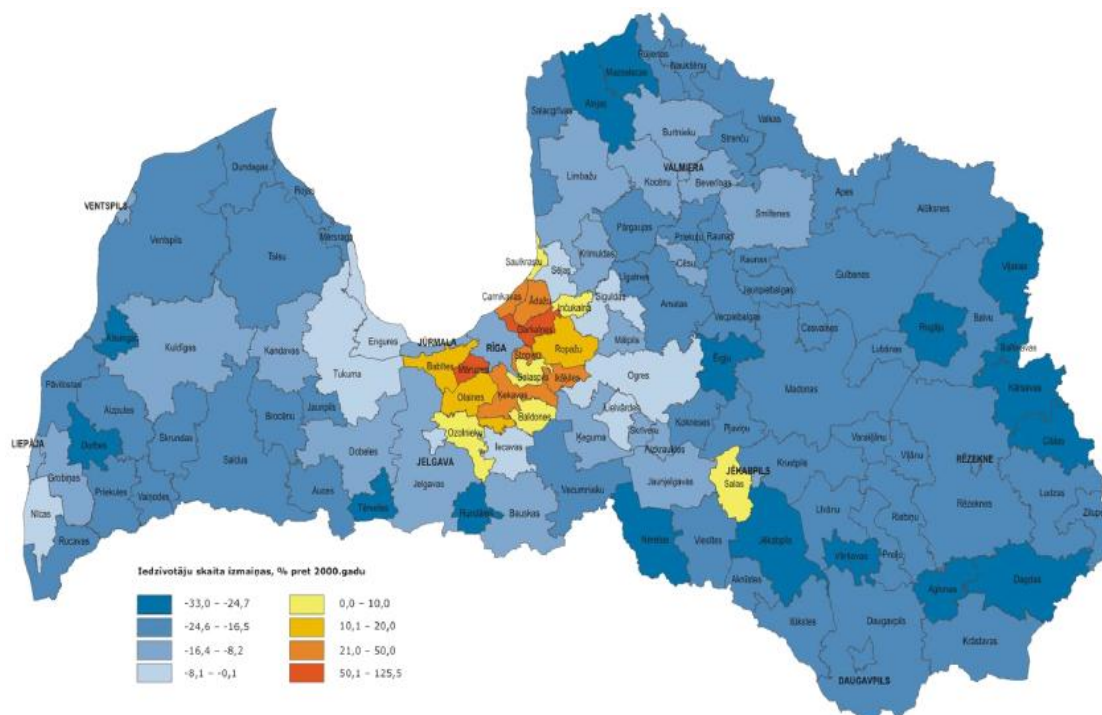 Rūjienas
Mazsalacas
Naukšēnu
Alojas
Salacgrīvas
Valkas
Burtnieku
Strenču
VALMIERA
Limbažu
Kocēnu
Beverīnas
Smiltenes
Apes
Alūksnes
Dundagas
Rojas
VENTSPILS
Ventspils
Talsu
Mērsraga
Pārgaujas
Priekuļu
Raunas
Cēsu
Raunas
Jaunpiebalgas
Gulbenes
Viļakas
Saulkrastu
Sējas
Krimuldas
Līgatnes
Amatas
Vecpiebalgas
Carnikavas
Ādažu
Inčukalna
Siguldas
Mālpils
Garkalnes
Ropažu
Stopiņu
Alsungas
Kuldīgas
Kandavas
Engures
Tukuma
JŪRMALA
RĪGA
Babītes
Mārupes
Salaspils
Ikšķiles
Ogres
Ērgļu
Cesvaines
Lubānas
Rugāju
Balvu
Baltinavas
Kārsavas
Olaines
Ķekavas
Baldones
Lielvārdes
Madonas
Pāvilostas
Aizputes
Durbes
Skrundas
Saldus
Brocēnu
Jaunpils
Dobeles
Ozolnieku
Iecavas
Ķeguma
Skrīveru
Kokneses
Pļaviņu
Varakļānu
Viļānu
Ciblas
LIEPĀJA
Grobiņas
Nīcas
Priekules
Vaiņodes
Rucavas
Auces
Tērvetes
JELGAVA
Jelgavas
Rundāles
Bauskas
Vecumnieku
Aizkraukles
Jaunjelgavas
JĒKABPILS
Salas
Krustpils
RĒZEKNE
Rēzeknes
Ludzas
Zilupes
Neretas
Viesītes
Jēkabpils
Līvānu
Riebiņu
Vārkavas
Preiļu
Aglonas
Dagdas
Aknīstes
Ilūkstes
Daugavpils
Krāslavas
DAUGAVPILS
Iedzīvotāju skaita izmaiņas, % pret 2000.gadu
-33,0 – -24,7
-24,6 – -16,5
-16,4 – -8,2
-8,1 – -0,1
0,0 – 10,0
10,1 – 20,0
21,0 – 50,0
50,1 – 125,5